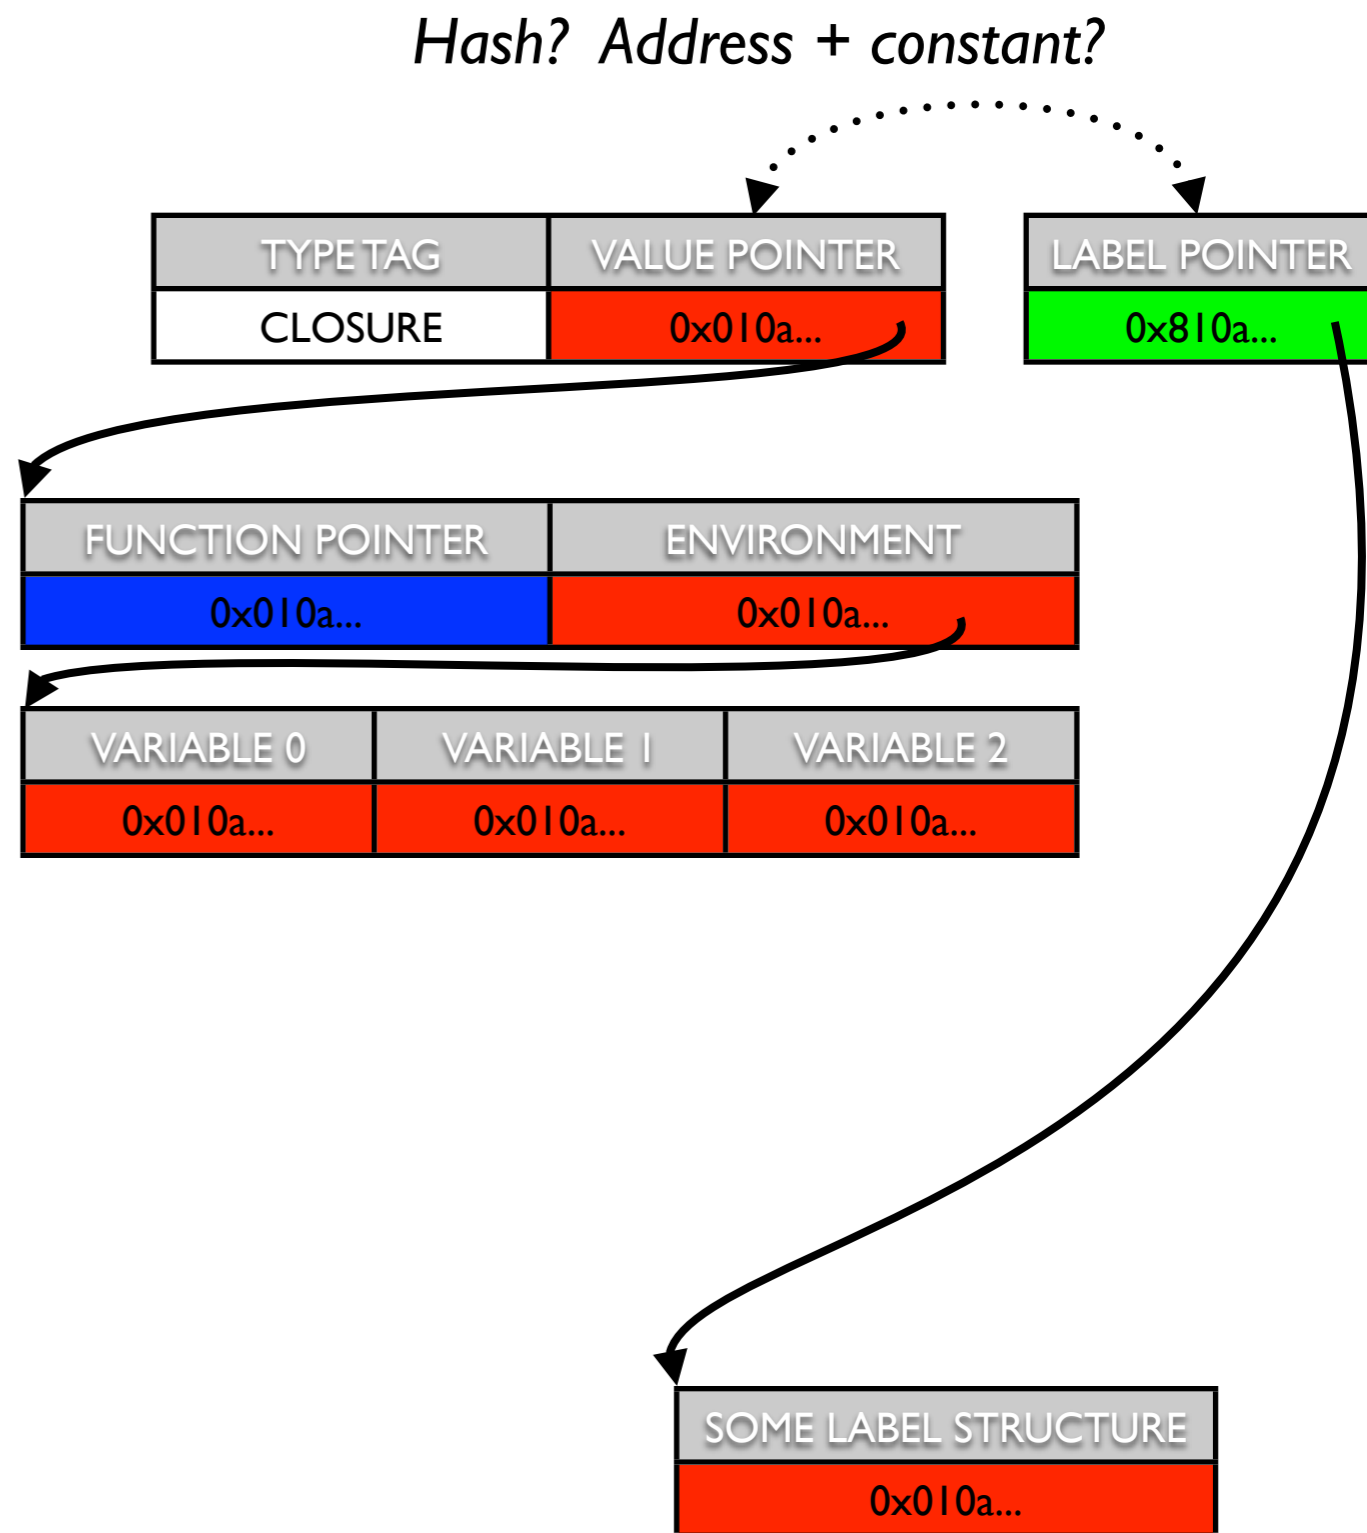 Hash? Address + constant?
TYPE TAG VALUE POINTER LABEL POINTER
CLOSURE 0x010a... 0x810a...
FUNCTION POINTER ENVIRONMENT
0x010a... 0x010a...
VARIABLE 0 VARIABLE 1 VARIABLE 2
0x010a... 0x010a... 0x010a...
SOME LABEL STRUCTURE
0x010a...